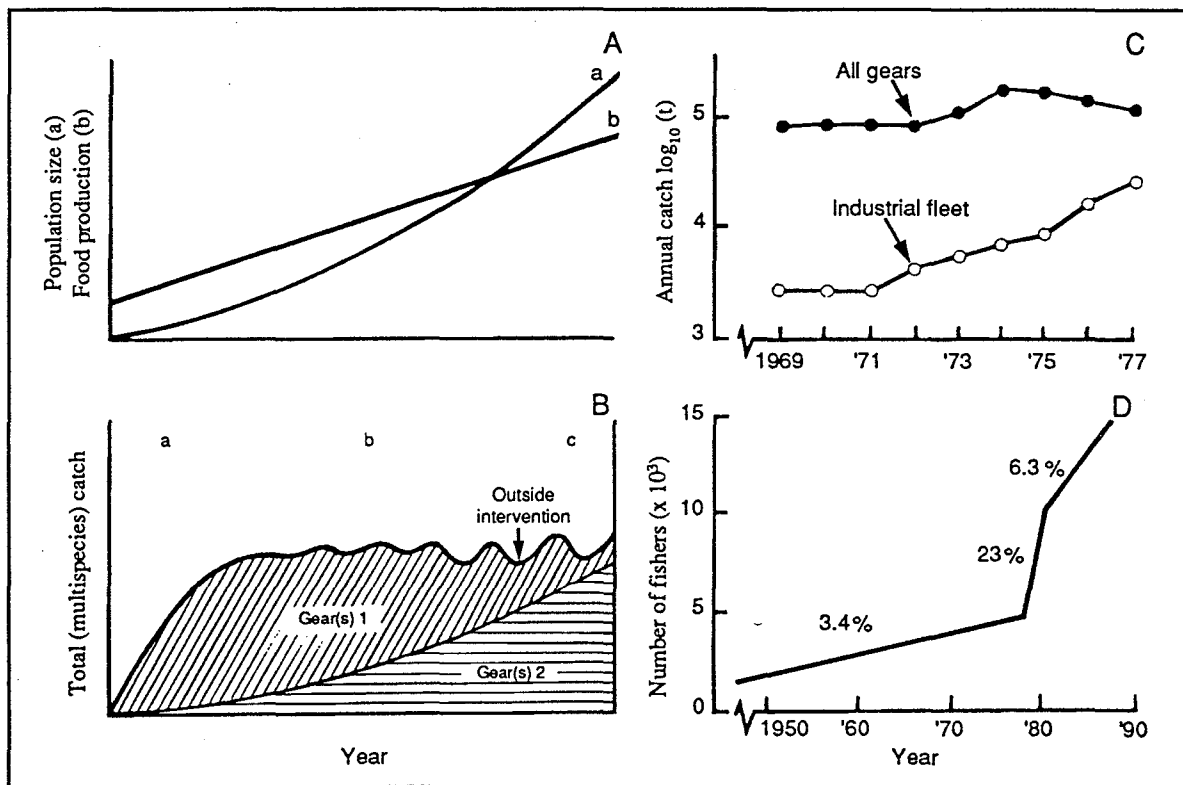 A
a
b
Population size (a)
Food production (b)
B
a
b
c
Outside
intervention
Gear(s) 1
Gear(s) 2
Total (multispecies) catch
Year
C
All gears
Industrial fleet
5
4
3
Annual catch log₁₀ (t)
1969 '71 '73 '75 '77
D
15
10
5
0
6.3 %
23 %
3.4%
Number of fishers (x 10³)
1950 '60 '70 '80 '90
Year